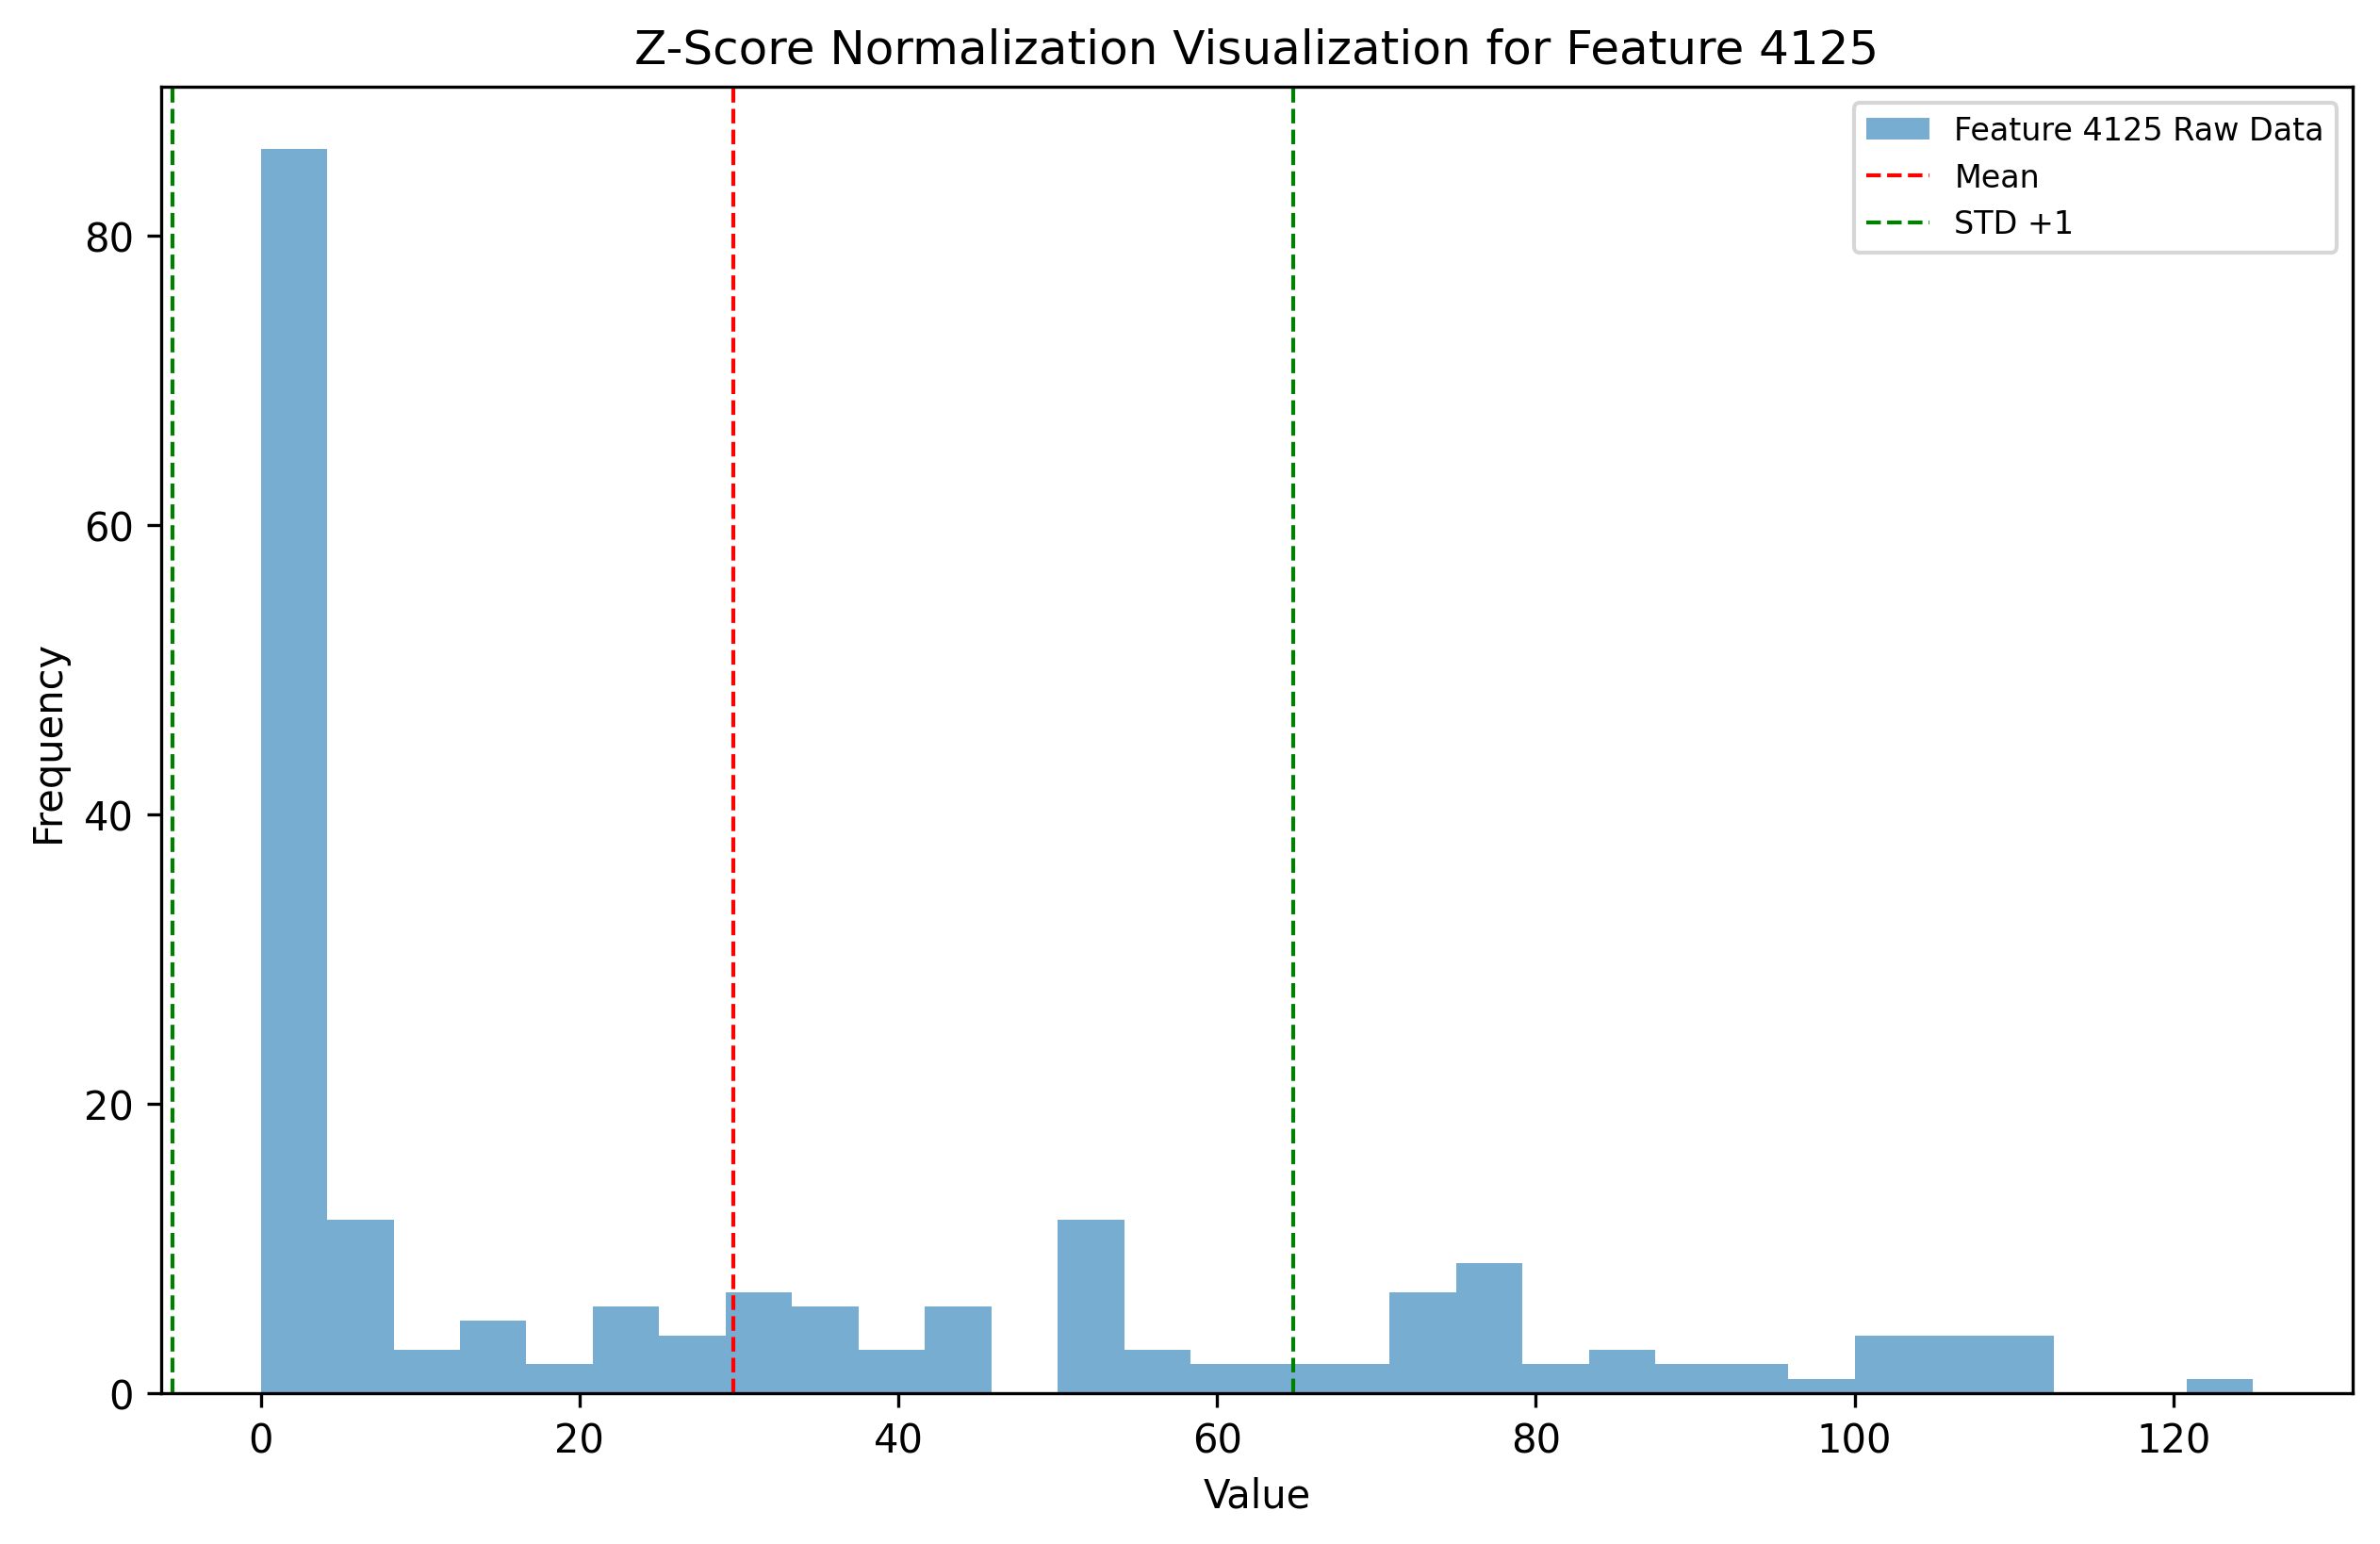 Z-Score Normalization Visualization for Feature 4125
Feature 4125 Raw Data
Mean
STD +1
Frequency
80
60
40
20
0
0 20 40 60 80 100 120
Value